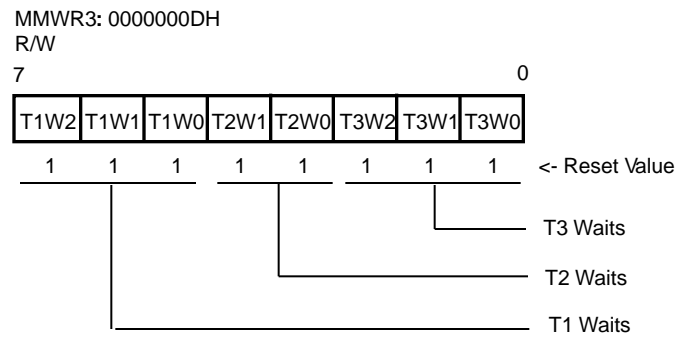 MMWR3: 0000000DH
R/W
7 0
T1W2 T1W1 T1W0 T2W1 T2W0 T3W2 T3W1 T3W0
1 1 1 1 1 1 1 1 <- Reset Value
T3 Waits
T2 Waits
T1 Waits